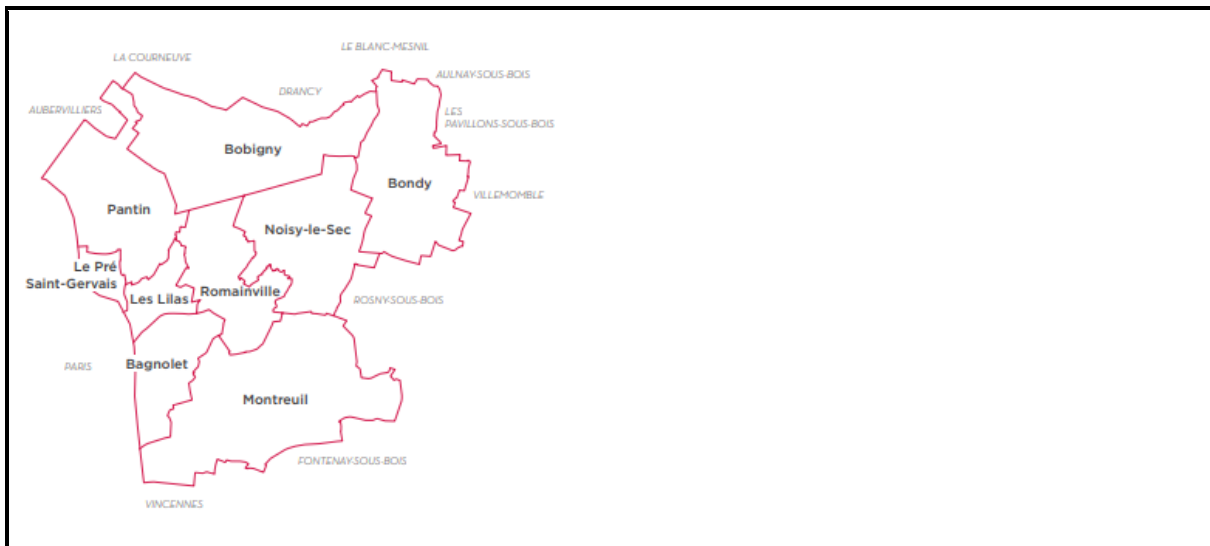 LE BLANC-MESNIL
LA COURNEUVE
AULNAY-SOUS-BOIS
DRANCY
AUBERVILLIERS
LES
PAVILLONS-SOUS-BOIS
Bobigny
Bondy
VILLEMOMBLE
Pantin
Noisy-le-Sec
Le Pré
Saint-Gervais
Romainville
Les Lilas
ROSNY-SOUS-BOIS
PARIS
Bagnolet
Montreuil
FONTENAY-SOUS-BOIS
VINCENNES